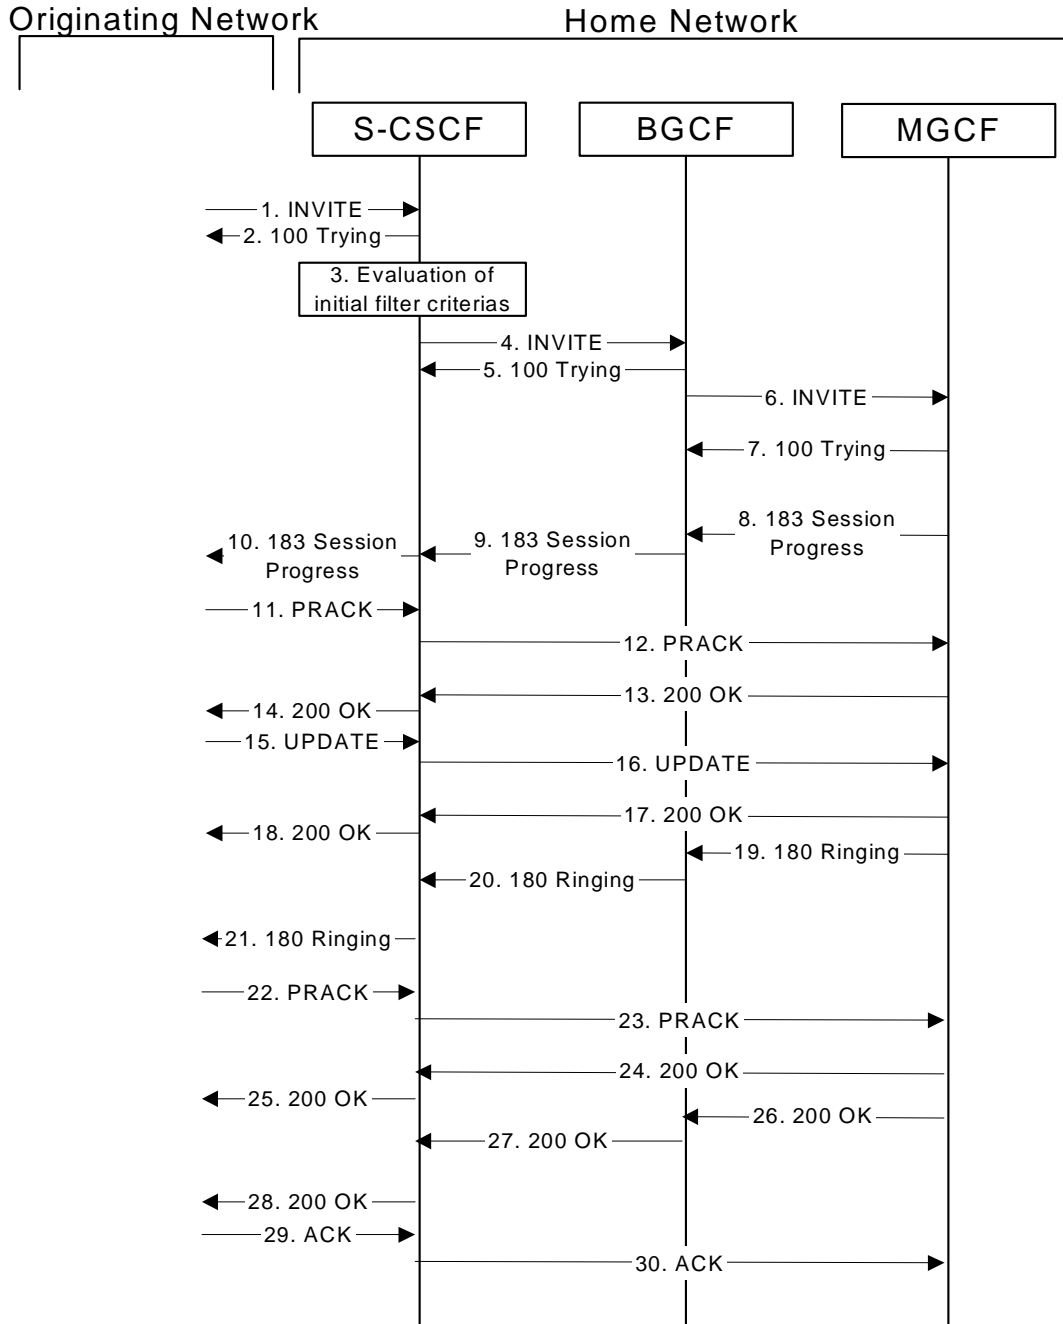 Originating Network
Home Network
S-CSCF
BGCF
MGCF
1. INVITE
2. 100 Trying
3. Evaluation of
initial filter criterias
4. INVITE
5. 100 Trying
6. INVITE
7. 100 Trying
8. 183 Session
Progress
9. 183 Session
Progress
10. 183 Session
Progress
11. PRACK
12. PRACK
13. 200 OK
14. 200 OK
15. UPDATE
16. UPDATE
17. 200 OK
18. 200 OK
19. 180 Ringing
20. 180 Ringing
21. 180 Ringing
22. PRACK
23. PRACK
24. 200 OK
25. 200 OK
26. 200 OK
27. 200 OK
28. 200 OK
29. ACK
30. ACK